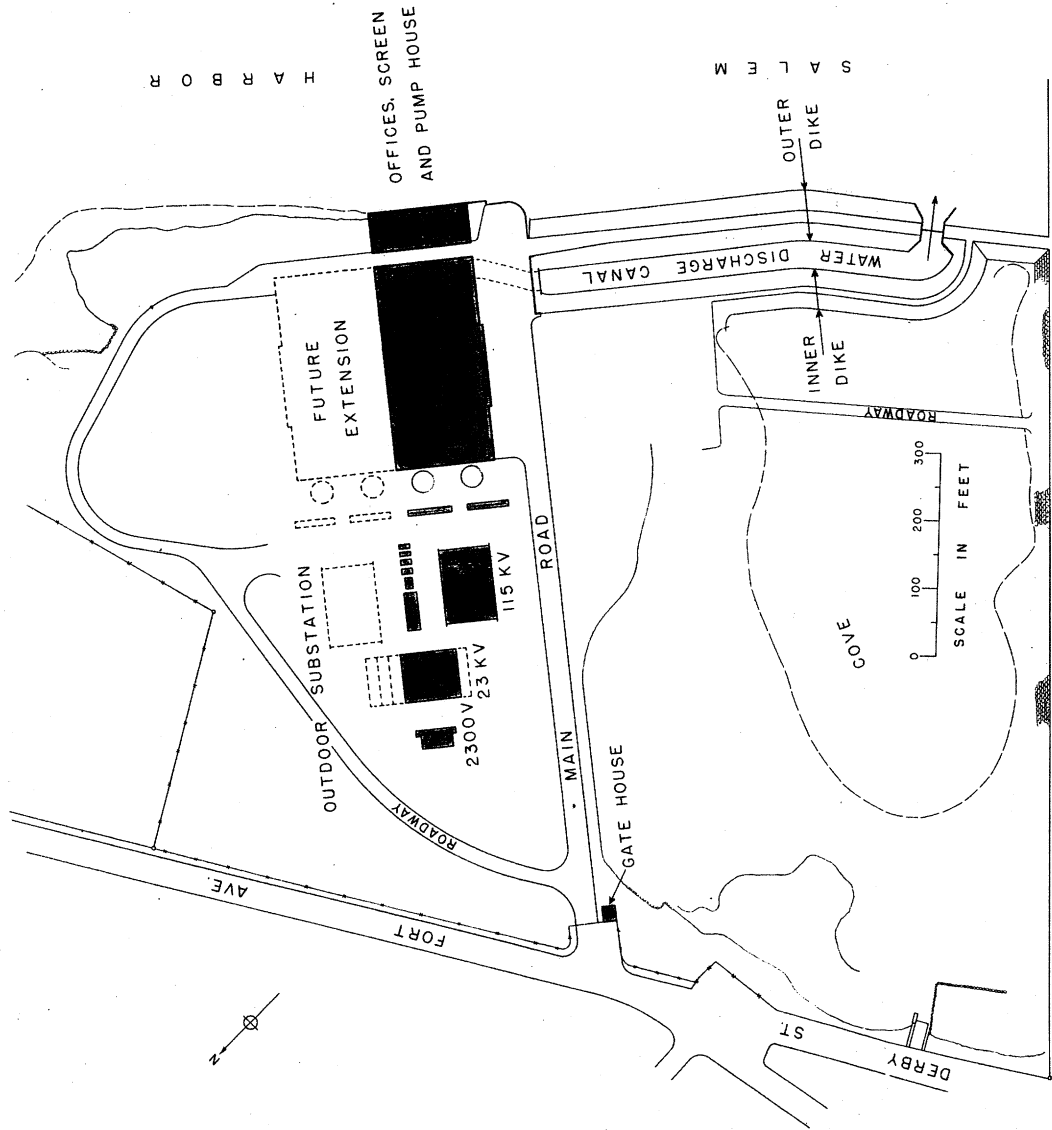 HARBOR
SALEM
OFFICES, SCREEN
AND PUMP HOUSE
OUTER
DIKE
WATER DISCHARGE CANAL
INNER
DIKE
FUTURE
EXTENSION
ROADWAY
OUTDOOR SUBSTATION
115 KV
23 KV
2300 V
MAIN ROAD
ROADWAY
GATE HOUSE
COVE
0 100 200 300
SCALE IN FEET
FORT AVE.
DERBY ST.
N